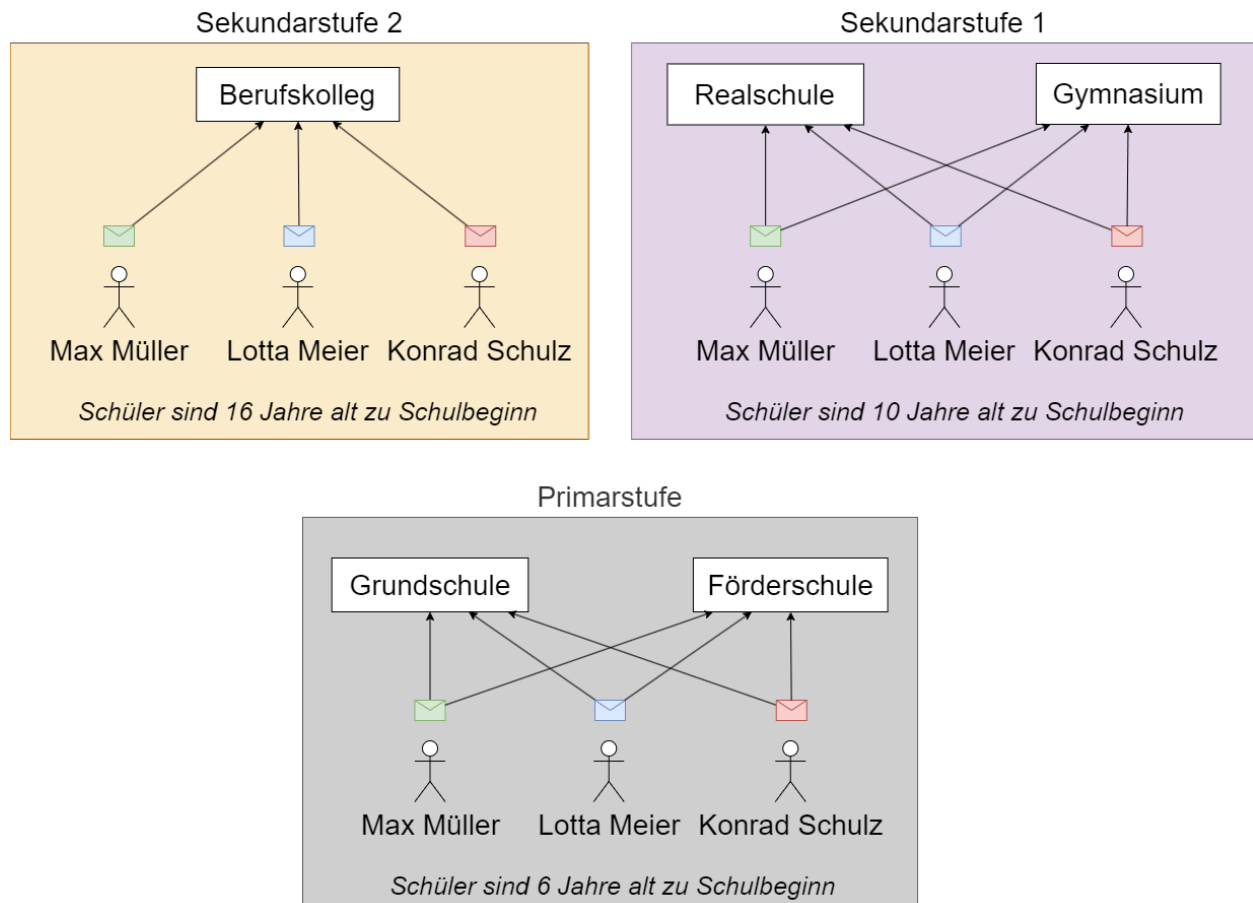 Sekundarstufe 2
Berufskolleg
Max Müller
Lotta Meier
Konrad Schulz
Schüler sind 16 Jahre alt zu Schulbeginn
Sekundarstufe 1
Realschule
Gymnasium
Max Müller
Lotta Meier
Konrad Schulz
Schüler sind 10 Jahre alt zu Schulbeginn
Primarstufe
Grundschule
Förderschule
Max Müller
Lotta Meier
Konrad Schulz
Schüler sind 6 Jahre alt zu Schulbeginn